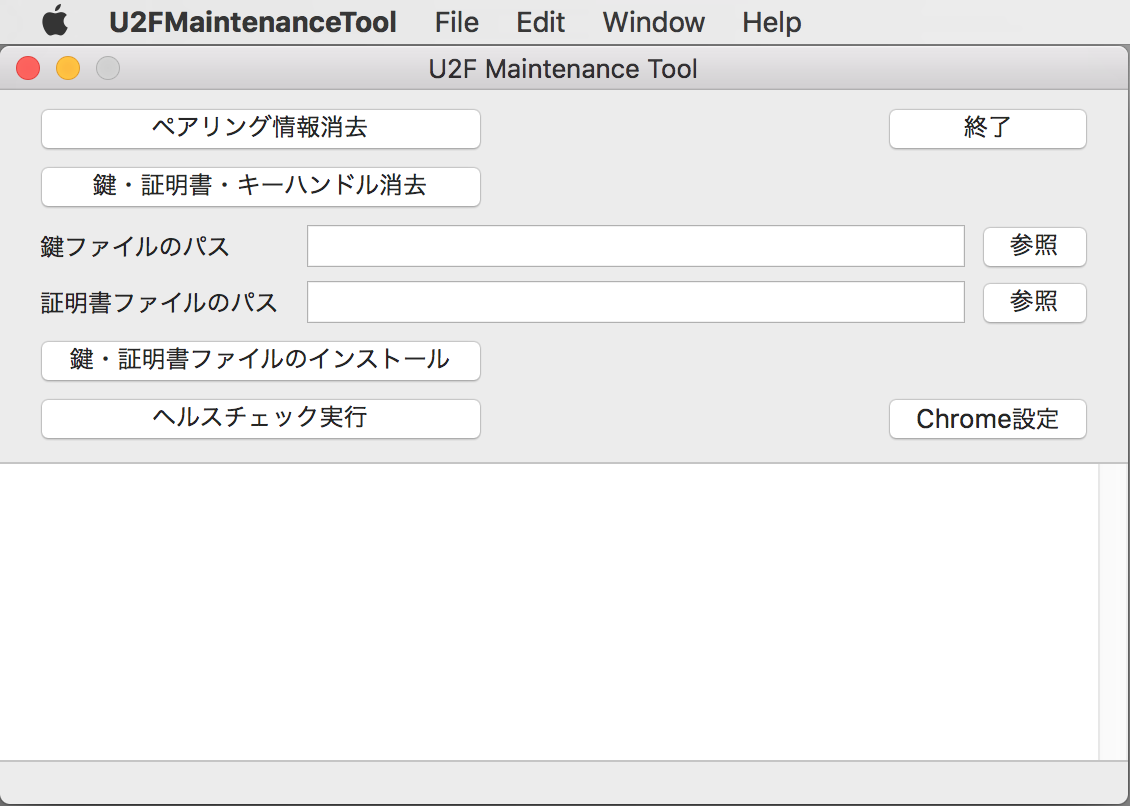 U2FMaintenanceTool File Edit Window Help
U2F Maintenance Tool
ペアリング情報消去 終了
鍵・証明書・キーハンドル消去
鍵ファイルのパス 参照
証明書ファイルのパス 参照
鍵・証明書ファイルのインストール
ヘルスチェック実行 Chrome設定